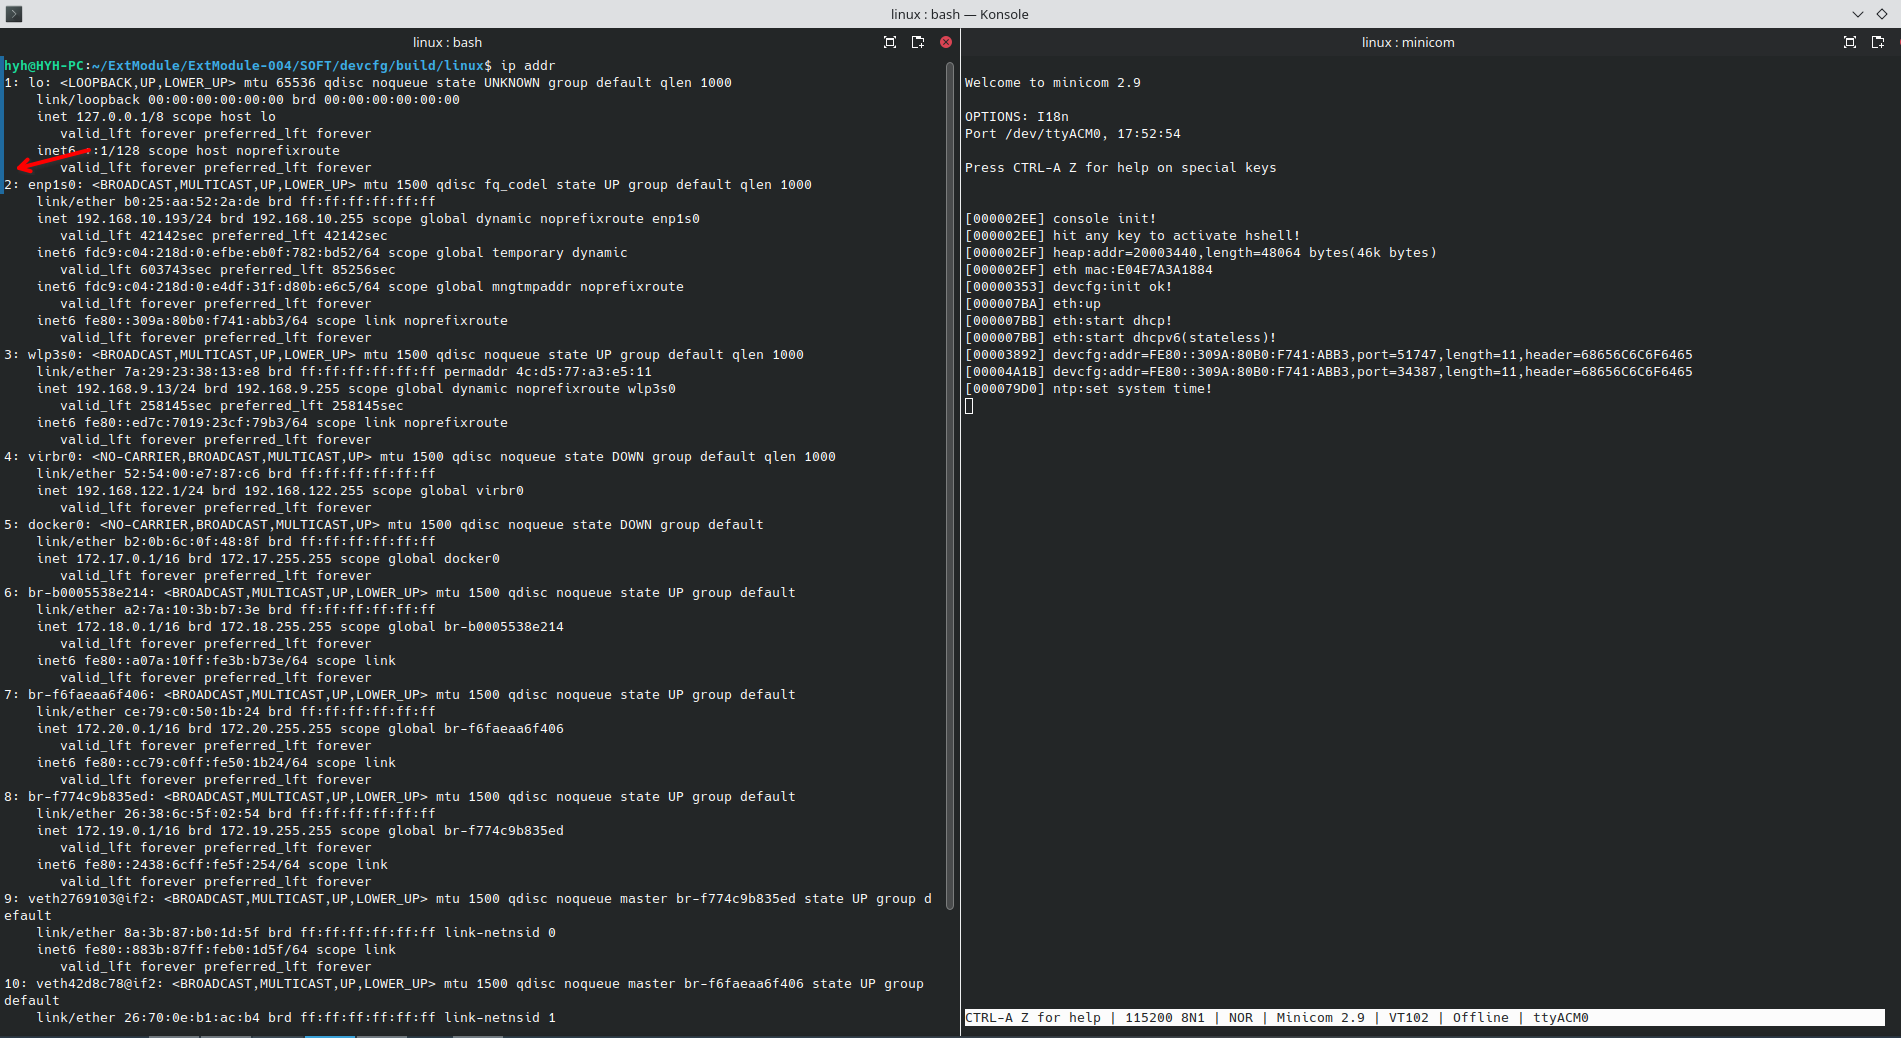 linux : bash — Konsole
linux : bash
hyh@HYH-PC:~/ExtModule/ExtModule-004/SOFT/devcfg/build/linux$ ip addr
1: lo: <LOOPBACK,UP,LOWER_UP> mtu 65536 qdisc noqueue state UNKNOWN group default qlen 1000
    link/loopback 00:00:00:00:00:00 brd 00:00:00:00:00:00
    inet 127.0.0.1/8 scope host lo
       valid_lft forever preferred_lft forever
    inet6 ::1/128 scope host noprefixroute
       valid_lft forever preferred_lft forever
2: enp1s0: <BROADCAST,MULTICAST,UP,LOWER_UP> mtu 1500 qdisc fq_codel state UP group default qlen 1000
    link/ether b0:25:aa:52:2a:de brd ff:ff:ff:ff:ff:ff
    inet 192.168.10.193/24 brd 192.168.10.255 scope global dynamic noprefixroute enp1s0
       valid_lft 42142sec preferred_lft 42142sec
    inet6 fdc9:c04:218d:0:efbe:eb0f:782:bd52/64 scope global temporary dynamic
       valid_lft 603743sec preferred_lft 85256sec
    inet6 fdc9:c04:218d:0:e4df:31f:d80b:e6c5/64 scope global mngtmpaddr noprefixroute
       valid_lft forever preferred_lft forever
    inet6 fe80::309a:80b0:f741:abb3/64 scope link noprefixroute
       valid_lft forever preferred_lft forever
3: wlp3s0: <BROADCAST,MULTICAST,UP,LOWER_UP> mtu 1500 qdisc noqueue state UP group default qlen 1000
    link/ether 7a:29:23:38:13:e8 brd ff:ff:ff:ff:ff:ff permaddr 4c:d5:77:a3:e5:11
    inet 192.168.9.13/24 brd 192.168.9.255 scope global dynamic noprefixroute wlp3s0
       valid_lft 258145sec preferred_lft 258145sec
    inet6 fe80::ed7c:7019:23cf:79b3/64 scope link noprefixroute
       valid_lft forever preferred_lft forever
4: virbr0: <NO-CARRIER,BROADCAST,MULTICAST,UP> mtu 1500 qdisc noqueue state DOWN group default qlen 1000
    link/ether 52:54:00:e7:87:c6 brd ff:ff:ff:ff:ff:ff
    inet 192.168.122.1/24 brd 192.168.122.255 scope global virbr0
       valid_lft forever preferred_lft forever
5: docker0: <NO-CARRIER,BROADCAST,MULTICAST,UP> mtu 1500 qdisc noqueue state DOWN group default
    link/ether b2:0b:6c:0f:48:8f brd ff:ff:ff:ff:ff:ff
    inet 172.17.0.1/16 brd 172.17.255.255 scope global docker0
       valid_lft forever preferred_lft forever
6: br-b0005538e214: <BROADCAST,MULTICAST,UP,LOWER_UP> mtu 1500 qdisc noqueue state UP group default
    link/ether a2:7a:10:3b:b7:3e brd ff:ff:ff:ff:ff:ff
    inet 172.18.0.1/16 brd 172.18.255.255 scope global br-b0005538e214
       valid_lft forever preferred_lft forever
    inet6 fe80::a07a:10ff:fe3b:b73e/64 scope link
       valid_lft forever preferred_lft forever
7: br-f6faeaa6f406: <BROADCAST,MULTICAST,UP,LOWER_UP> mtu 1500 qdisc noqueue state UP group default
    link/ether ce:79:c0:50:1b:24 brd ff:ff:ff:ff:ff:ff
    inet 172.20.0.1/16 brd 172.20.255.255 scope global br-f6faeaa6f406
       valid_lft forever preferred_lft forever
    inet6 fe80::cc79:c0ff:fe50:1b24/64 scope link
       valid_lft forever preferred_lft forever
8: br-f774c9b835ed: <BROADCAST,MULTICAST,UP,LOWER_UP> mtu 1500 qdisc noqueue state UP group default
    link/ether 26:38:6c:5f:02:54 brd ff:ff:ff:ff:ff:ff
    inet 172.19.0.1/16 brd 172.19.255.255 scope global br-f774c9b835ed
       valid_lft forever preferred_lft forever
    inet6 fe80::2438:6cff:fe5f:254/64 scope link
       valid_lft forever preferred_lft forever
9: veth2769103@if2: <BROADCAST,MULTICAST,UP,LOWER_UP> mtu 1500 qdisc noqueue master br-f774c9b835ed state UP group d
efault
    link/ether 8a:3b:87:b0:1d:5f brd ff:ff:ff:ff:ff:ff link-netnsid 0
    inet6 fe80::883b:87ff:feb0:1d5f/64 scope link
       valid_lft forever preferred_lft forever
10: veth42d8c78@if2: <BROADCAST,MULTICAST,UP,LOWER_UP> mtu 1500 qdisc noqueue master br-f6faeaa6f406 state UP group
default
    link/ether 26:70:0e:b1:ac:b4 brd ff:ff:ff:ff:ff:ff link-netnsid 1
linux : minicom
Welcome to minicom 2.9
OPTIONS: I18n
Port /dev/ttyACM0, 17:52:54
Press CTRL-A Z for help on special keys
[000002EE] console init!
[000002EE] hit any key to activate hshell!
[000002EF] heap:addr=20003440,length=48064 bytes(46k bytes)
[000002EF] eth mac:E04E7A3A1884
[00000353] devcfg:init ok!
[000007BA] eth:up
[000007BB] eth:start dhcp!
[000007BB] eth:start dhcpv6(stateless)!
[00003892] devcfg:addr=FE80::309A:80B0:F741:ABB3,port=51747,length=11,header=68656C6C6F6465
[00004A1B] devcfg:addr=FE80::309A:80B0:F741:ABB3,port=34387,length=11,header=68656C6C6F6465
[000079D0] ntp:set system time!
CTRL-A Z for help | 115200 8N1 | NOR | Minicom 2.9 | VT102 | Offline | ttyACM0